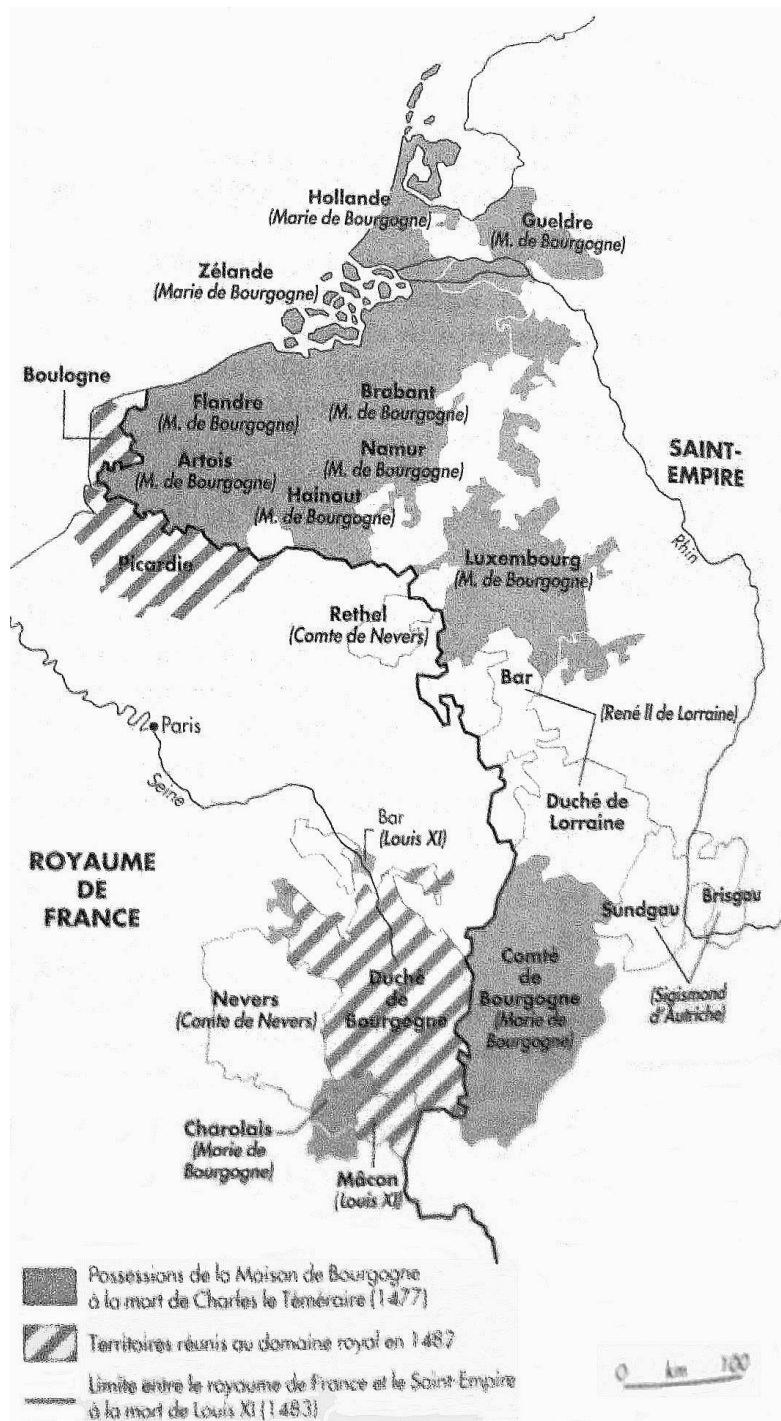 Hollande
(Marie de Bourgogne)
Gueldre
(M. de Bourgogne)
Zélande
(Marie de Bourgogne)
Boulogne
Flandre
(M. de Bourgogne)
Brabant
(M. de Bourgogne)
Artois
(M. de Bourgogne)
Namur
(M. de Bourgogne)
Hainaut
(M. de Bourgogne)
SAINT-
EMPIRE
Picardie
Luxembourg
(M. de Bourgogne)
Rhin
Rethel
(Comte de Nevers)
Bar
(René II de Lorraine)
Paris
Seine
Duché de
Lorraine
Bar
(Louis XI)
ROYAUME
DE
FRANCE
Sundgau
Brisgau
(Sigismond
d'Autriche)
Comté
de
Bourgogne
(Marie de
Bourgogne)
Duché
de
Bourgogne
Nevers
(Comte de Nevers)
Charolais
(Marie de
Bourgogne)
Mâcon
(Louis XI)
Possessions de la Maison de Bourgogne
à la mort de Charles le Téméraire (1477)
Territoires réunis au domaine royal en 1482
Limite entre le royaume de France et le Saint-Empire
à la mort de Louis XI (1483)
0 km 100